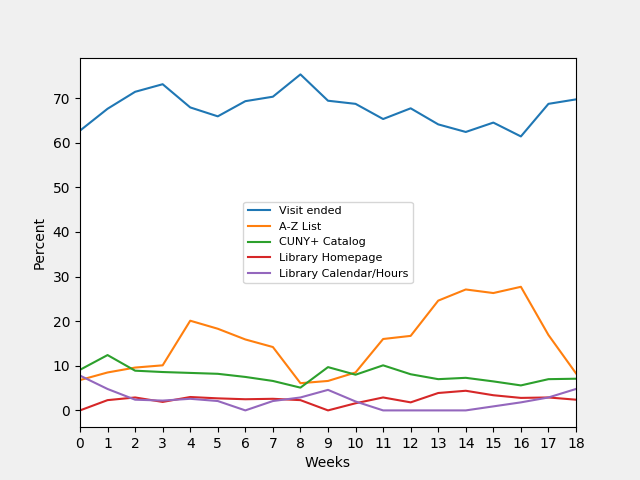 70
60
50
40
30
20
10
0
Percent
Visit ended
A-Z List
CUNY+ Catalog
Library Homepage
Library Calendar/Hours
0 1 2 3 4 5 6 7 8 9 10 11 12 13 14 15 16 17 18
Weeks